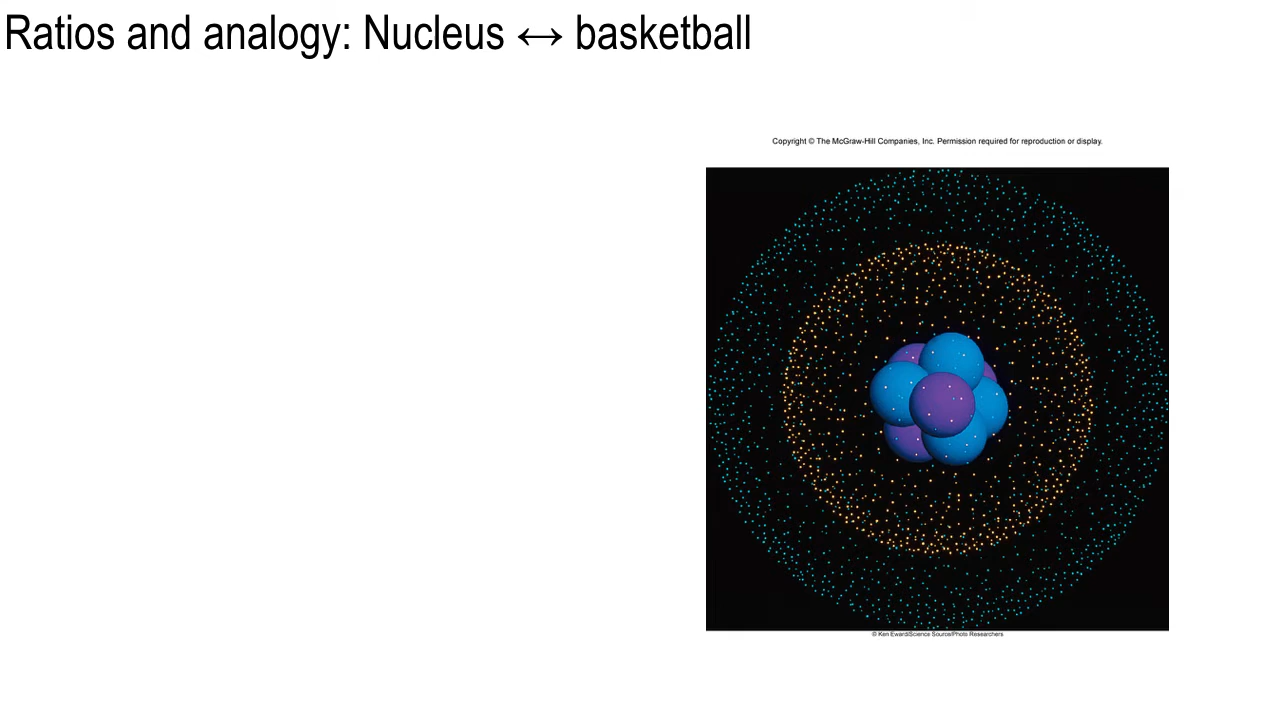 Ratios and analogy: Nucleus ↔ basketball
Copyright © The McGraw-Hill Companies, Inc. Permission required for reproduction or display.
© Ken Eward/Science Source/Photo Researchers